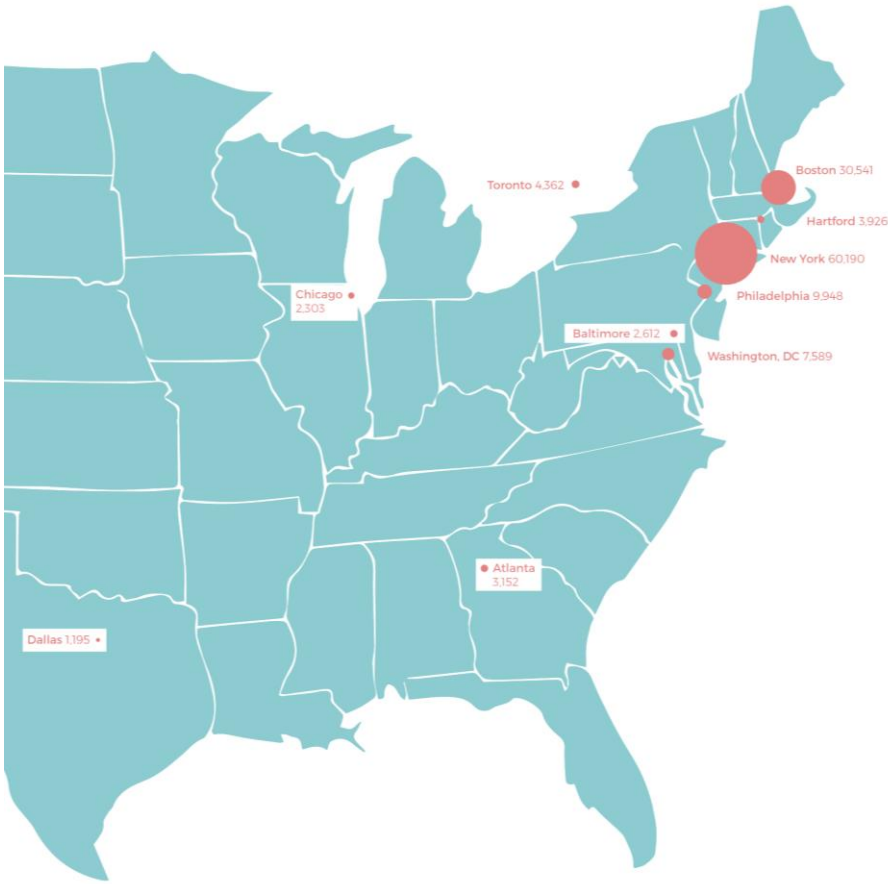 Boston 30,541
Toronto 4,362
Hartford 3,926
New York 60,190
Chicago
2,303
Philadelphia 9,948
Baltimore 2,612
Washington, DC 7,589
Atlanta
3,152
Dallas 1,195